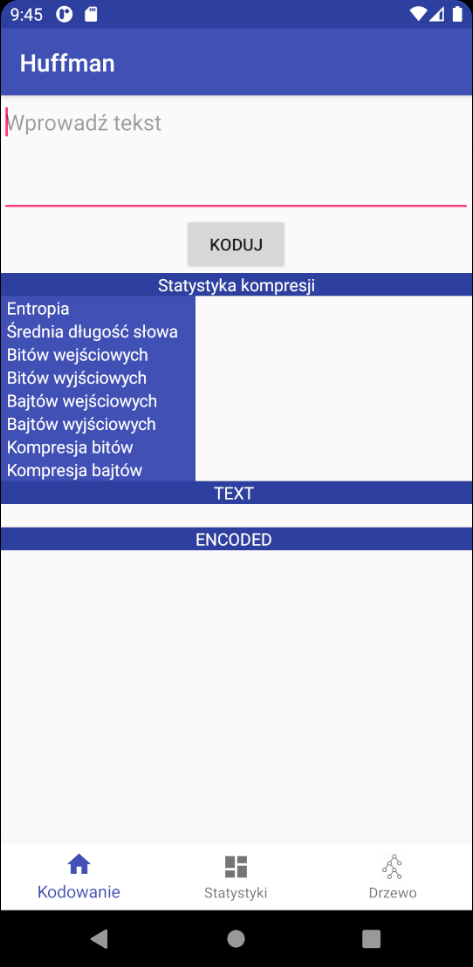 9:45
Huffman
Wprowadź tekst
KODUJ
Statystyka kompresji
Entropia
Średnia długość słowa
Bitów wejściowych
Bitów wyjściowych
Bajtów wejściowych
Bajtów wyjściowych
Kompresja bitów
Kompresja bajtów
TEXT
ENCODED
Kodowanie
Statystyki
Drzewo